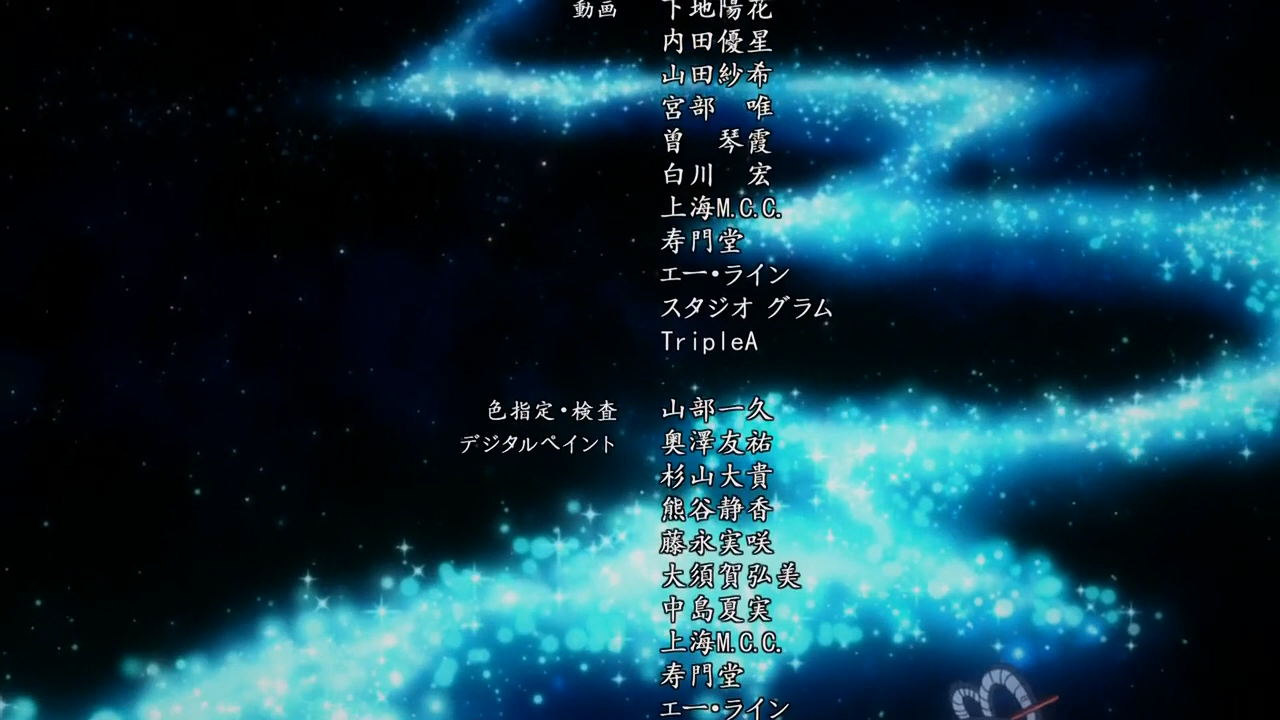 動画 下地陽花
内田優星
山田紗希
宮部 唯
曽 琴霞
白川 宏
上海M.C.C.
寿門堂
エー・ライン
スタジオ グラム
TripleA
色指定・検査 山部一久
デジタルペイント 奥澤友祐
杉山大貴
熊谷静香
藤永実咲
大須賀弘美
中島夏実
上海M.C.C.
寿門堂
エー・ライン